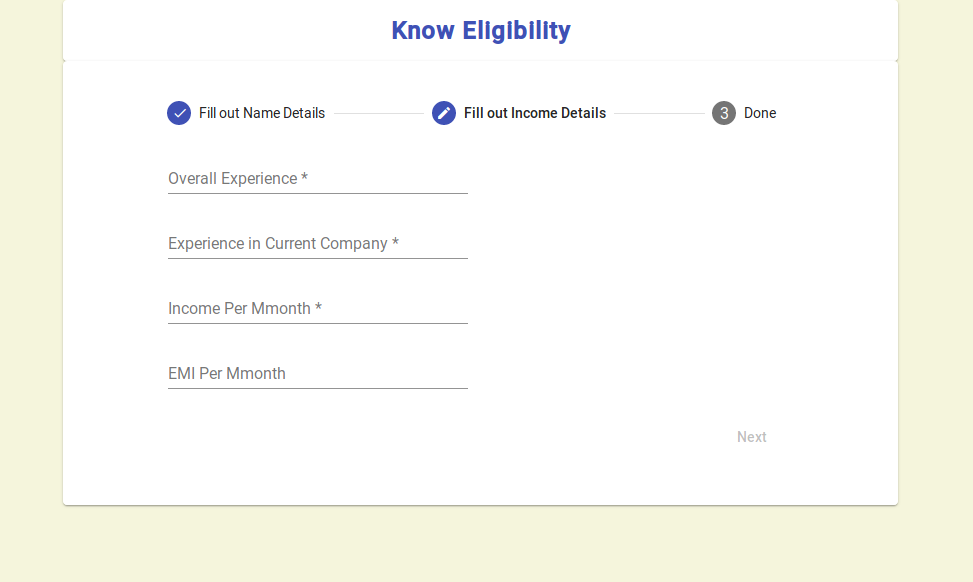 Know Eligibility
Fill out Name Details Fill out Income Details 3 Done
Overall Experience *
Experience in Current Company *
Income Per Mmonth *
EMI Per Mmonth
Next